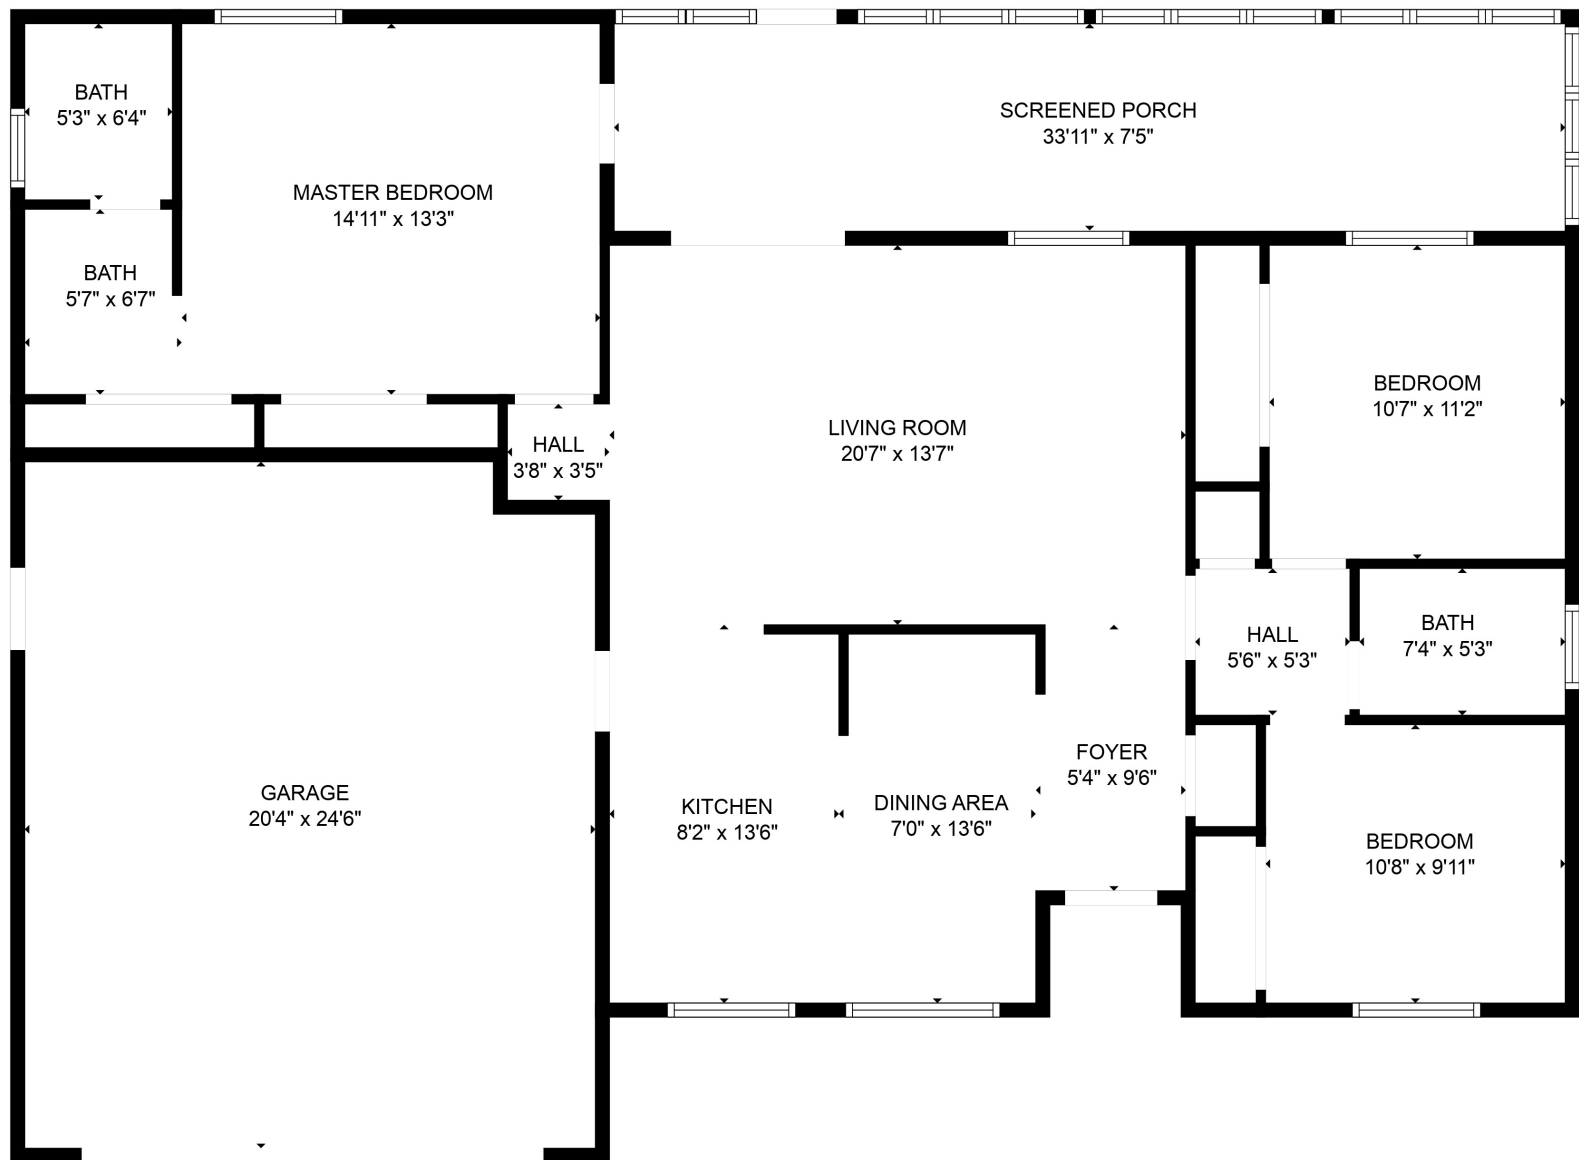 BATH
5'3" x 6'4"
SCREENED PORCH
33'11" x 7'5"
MASTER BEDROOM
14'11" x 13'3"
BATH
5'7" x 6'7"
BEDROOM
10'7" x 11'2"
LIVING ROOM
20'7" x 13'7"
HALL
3'8" x 3'5"
HALL
5'6" x 5'3"
BATH
7'4" x 5'3"
FOYER
5'4" x 9'6"
GARAGE
20'4" x 24'6"
KITCHEN
8'2" x 13'6"
DINING AREA
7'0" x 13'6"
BEDROOM
10'8" x 9'11"